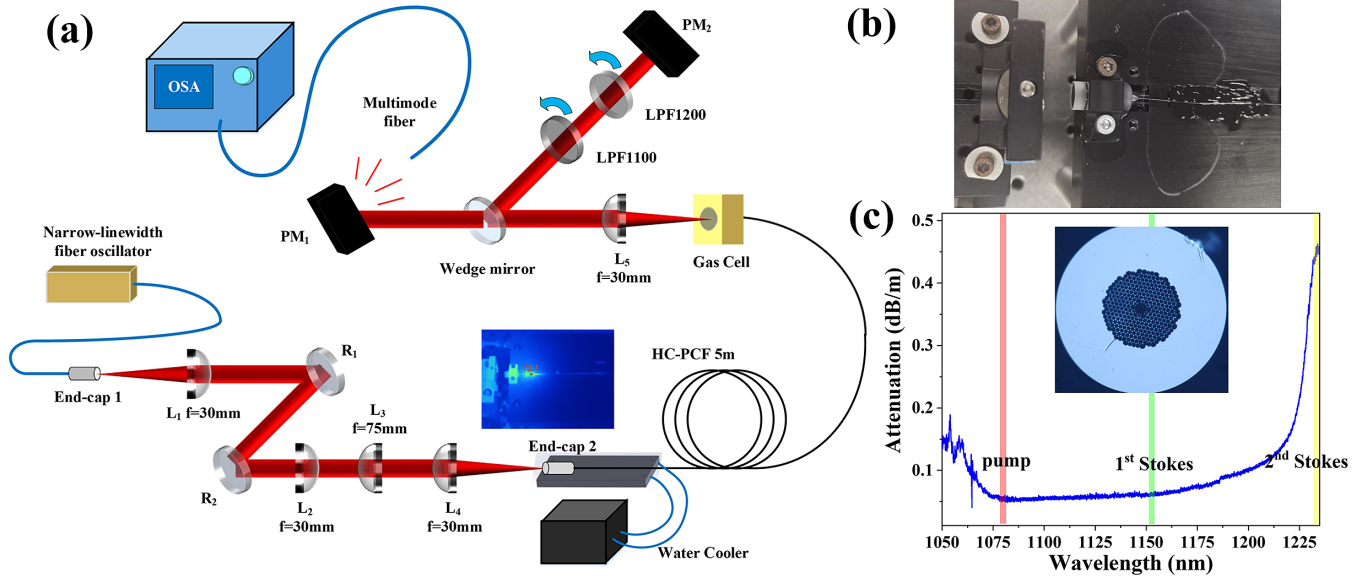 (a)
OSA
Multimode
fiber
PM2
LPF1200
LPF1100
PM1
Wedge mirror
L5
f=30mm
Gas Cell
Narrow-linewidth
fiber oscillator
End-cap 1
L1 f=30mm
R1
R2
L2
f=30mm
L3
f=75mm
L4
f=30mm
End-cap 2
HC-PCF 5m
Water Cooler
(b)
(c)
Attenuation (dB/m)
0.5
0.4
0.3
0.2
0.1
pump
1st Stokes
2nd Stokes
1050 1075 1100 1125 1150 1175 1200 1225
Wavelength (nm)